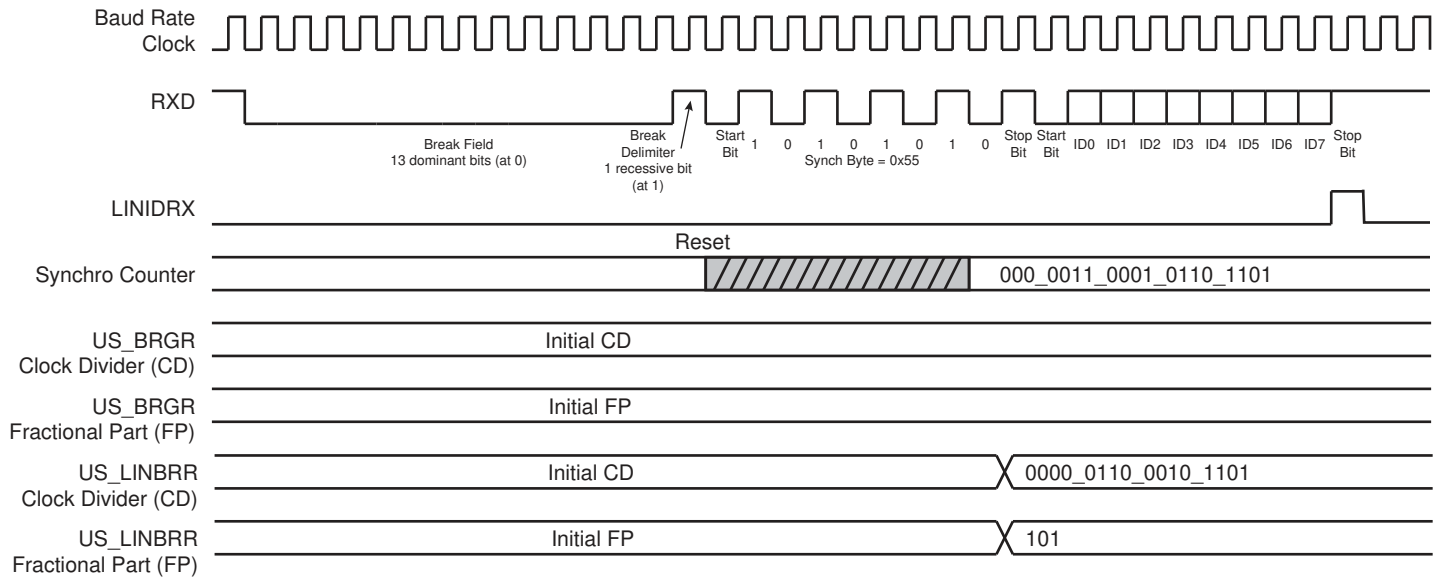 Baud Rate
Clock
RXD
Break Field
13 dominant bits (at 0)
Break
Delimiter
1 recessive bit
(at 1)
Start
Bit
1 0 1 0 1 0 1 0
Synch Byte = 0x55
Stop
Bit
Start
Bit
ID0 ID1 ID2 ID3 ID4 ID5 ID6 ID7
Stop
Bit
LINIDRX
Reset
Synchro Counter
000_0011_0001_0110_1101
US_BRGR
Clock Divider (CD)
Initial CD
US_BRGR
Fractional Part (FP)
Initial FP
US_LINBRR
Clock Divider (CD)
Initial CD
0000_0110_0010_1101
US_LINBRR
Fractional Part (FP)
Initial FP
101